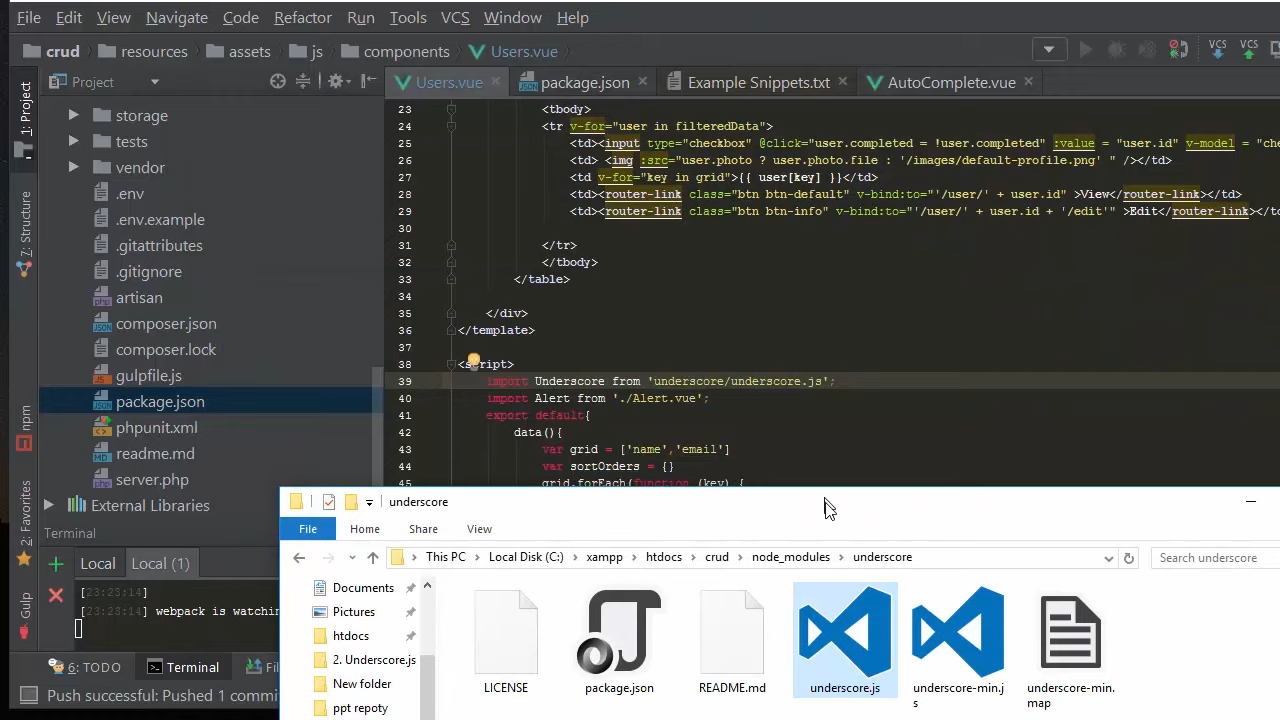 File Edit View Navigate Code Refactor Run Tools VCS Window Help
crud resources assets js components Users.vue VCS VCS
1: Project
Project
Users.vue package.json Example Snippets.txt AutoComplete.vue
storage
tests
vendor
.env
.env.example
.gitattributes
.gitignore
artisan
composer.json
composer.lock
gulpfile.js
package.json
phpunit.xml
readme.md
server.php
External Libraries
7: Structure
npm
2: Favorites
Gulp
23 <tbody>
24 <tr v-for="user in filteredData">
25 <td><input type="checkbox" @click="user.completed = !user.completed" :value = "user.id" v-model = "che
26 <td> <img :src="user.photo ? user.photo.file : '/images/default-profile.png' " /></td>
27 <td v-for="key in grid">{{ user[key] }}</td>
28 <td><router-link class="btn btn-default" v-bind:to="'/user/' + user.id" >View</router-link></td>
29 <td><router-link class="btn btn-info" v-bind:to="'/user/' + user.id + '/edit'" >Edit</router-link></td>
30
31 </tr>
32 </tbody>
33 </table>
34
35 </div>
36 </template>
37
38 <script>
39 import Underscore from 'underscore/underscore.js';
40 import Alert from './Alert.vue';
41 export default{
42 data(){
43 var grid = ['name','email']
44 var sortOrders = {}
45 grid.forEach(function (key) {
Terminal
Local Local (1)
[23:23:14]
[23:23:14] webpack is watchin
6: TODO Terminal
Push successful: Pushed 1 commi
underscore
File Home Share View
This PC Local Disk (C:) xampp htdocs crud node_modules underscore
Search underscore
Documents
Pictures
htdocs
2. Underscore.js
New folder
ppt repoty
LICENSE
package.json
README.md
underscore.js
underscore-min.j
s
underscore-min.
map